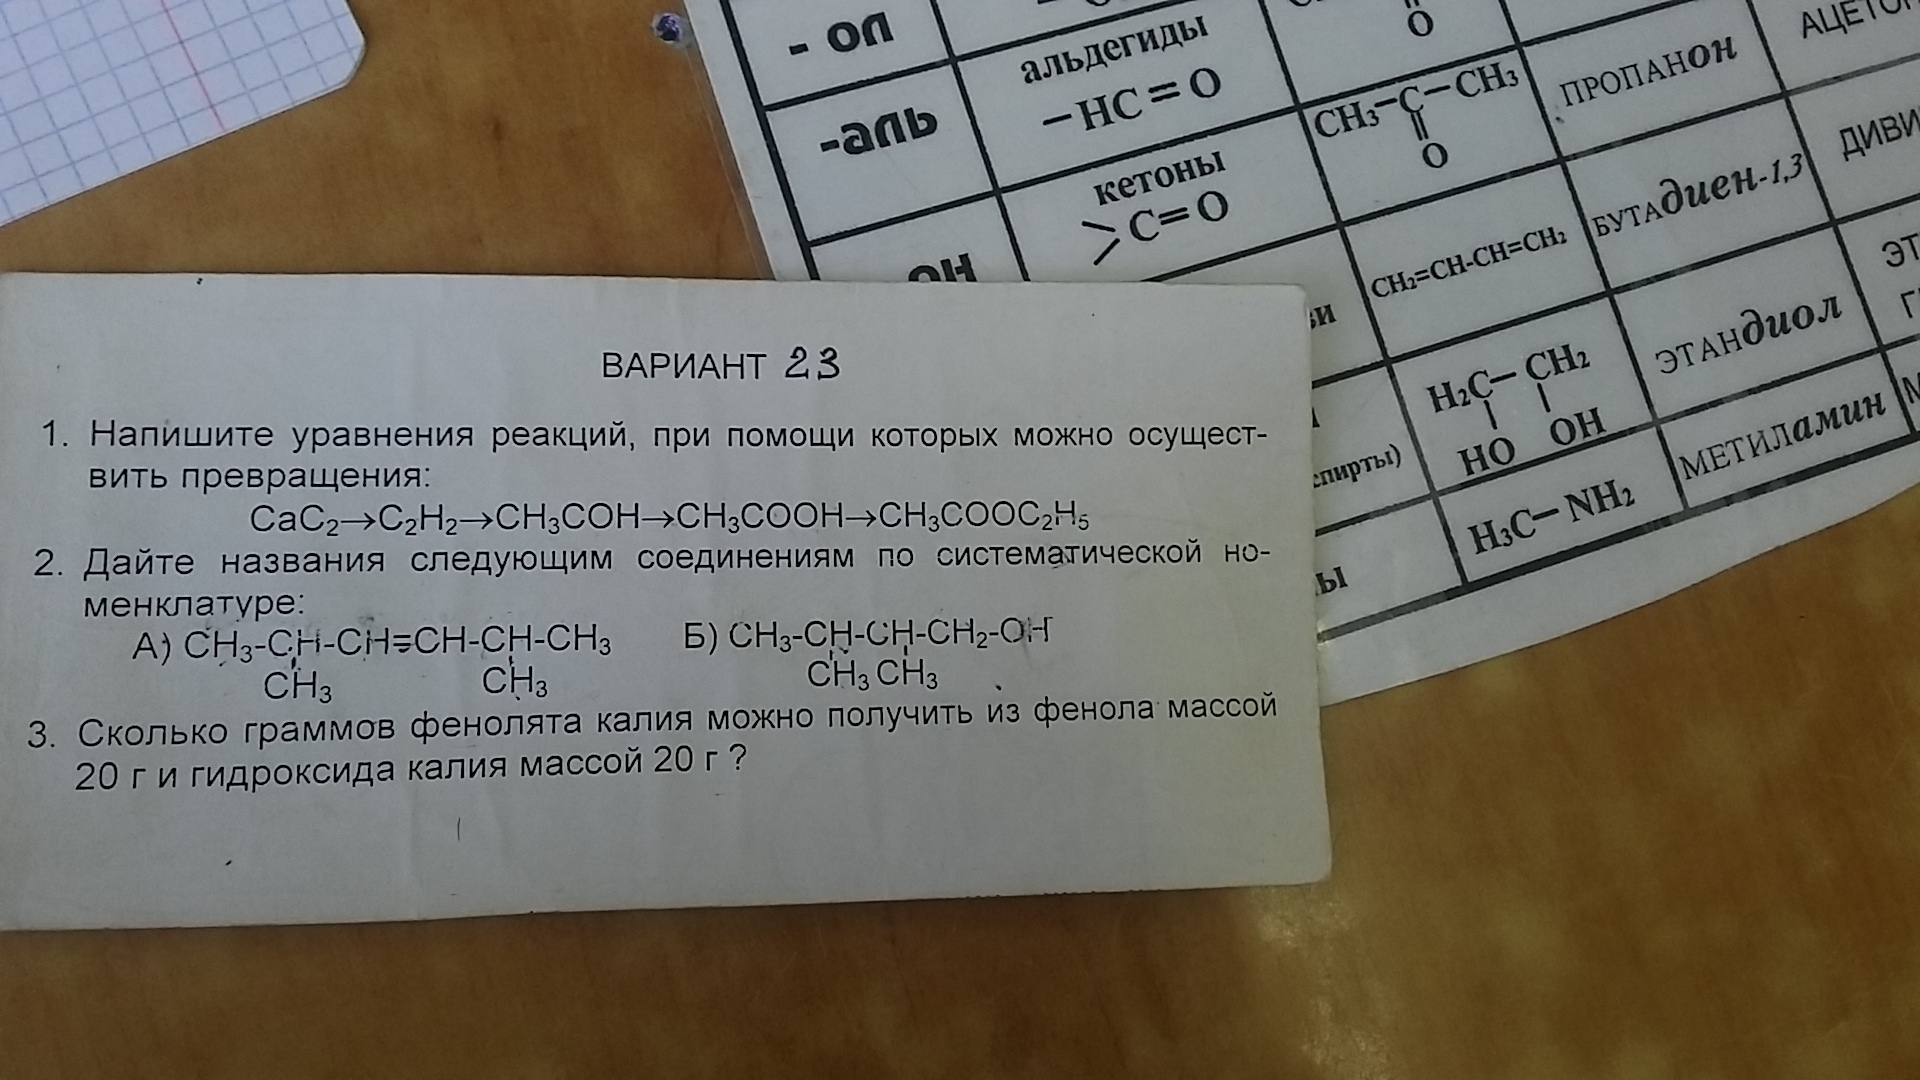 - ол
-аль
он
альдегиды
–HC=O
кетоны
>C=O
O
CH₃–C–CH₃
||
O
ПРОПАНон
CH₂=CH-CH=CH₂
БУТАдиен-1,3
H₂C–CH₂
| |
HO OH
ЭТАНдиол
спирты)
H₃C–NH₂
МЕТИЛамин
ВАРИАНТ 23
1. Напишите уравнения реакций, при помощи которых можно осущест-
вить превращения:
CaC₂→C₂H₂→CH₃COH→CH₃COOH→CH₃COOC₂H₅
2. Дайте названия следующим соединениям по систематической но-
менклатуре:
А) CH₃-CH-CH=CH-CH-CH₃ Б) CH₃-CH-CH-CH₂-OH
CH₃ CH₃ CH₃ CH₃
3. Сколько граммов фенолята калия можно получить из фенола массой
20 г и гидроксида калия массой 20 г ?